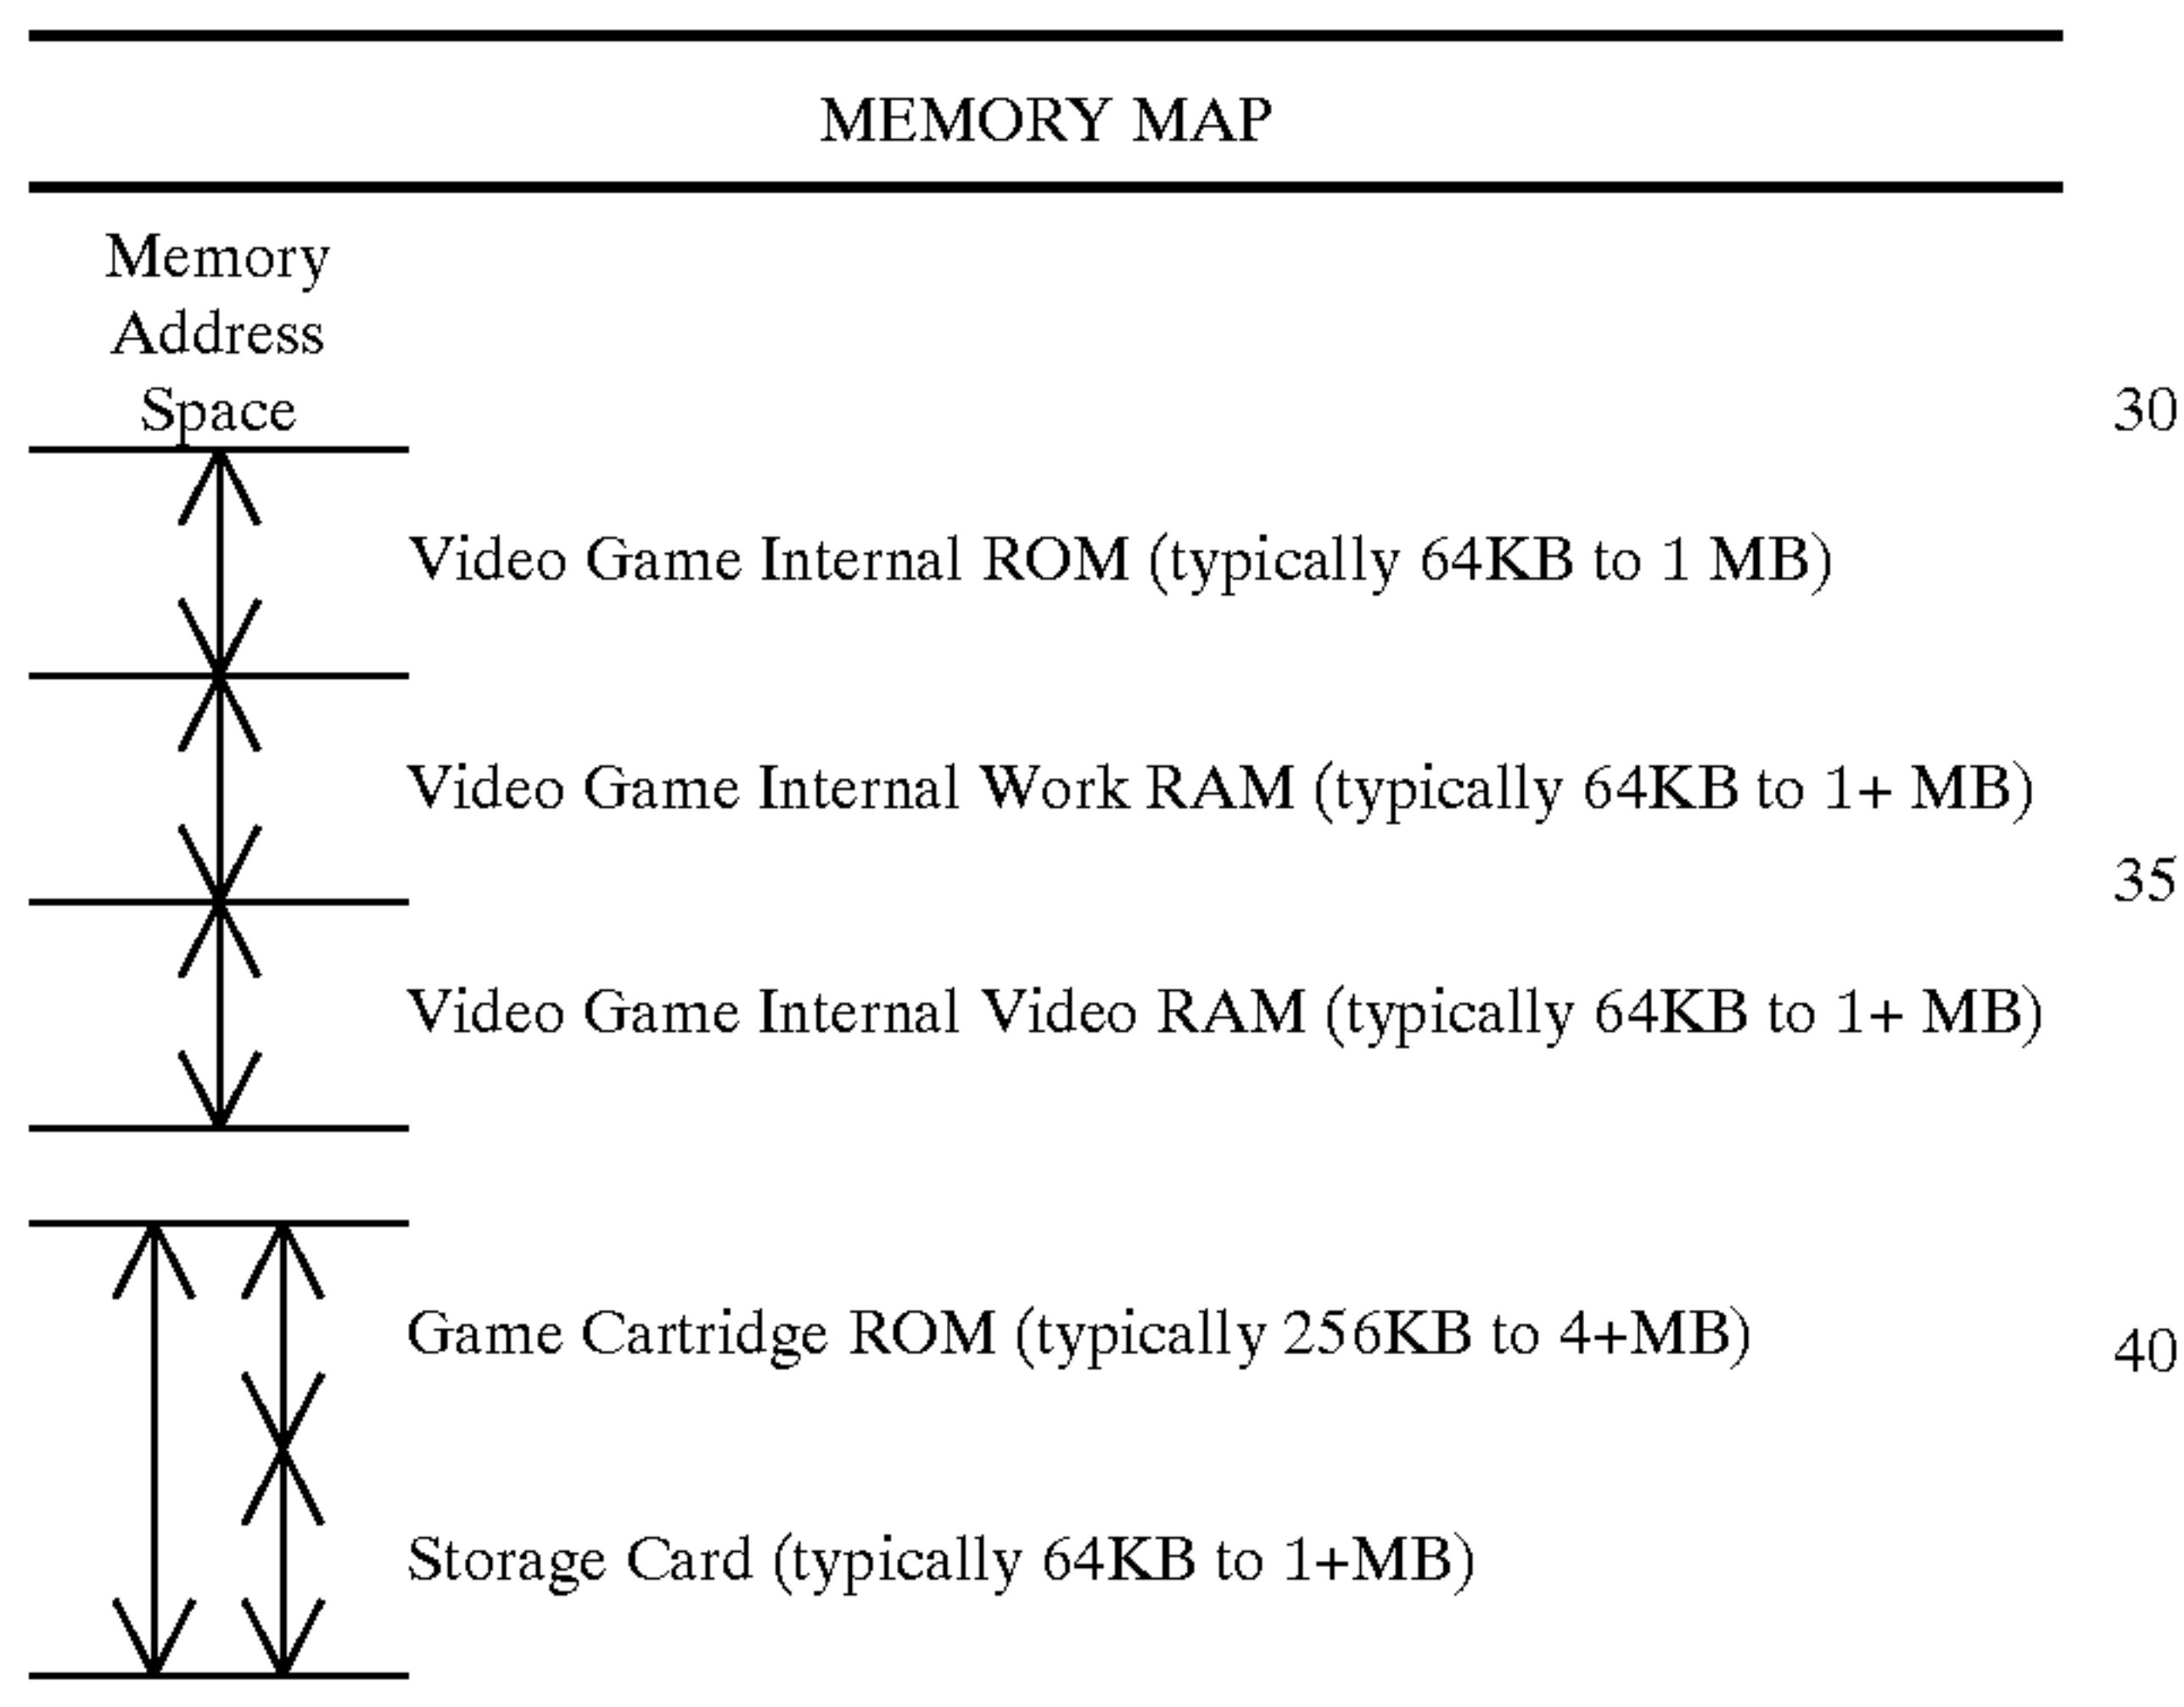 MEMORY MAP
Memory
Address
Space
30
Video Game Internal ROM (typically 64KB to 1 MB)
Video Game Internal Work RAM (typically 64KB to 1+ MB)
35
Video Game Internal Video RAM (typically 64KB to 1+ MB)
Game Cartridge ROM (typically 256KB to 4+MB)
40
Storage Card (typically 64KB to 1+MB)